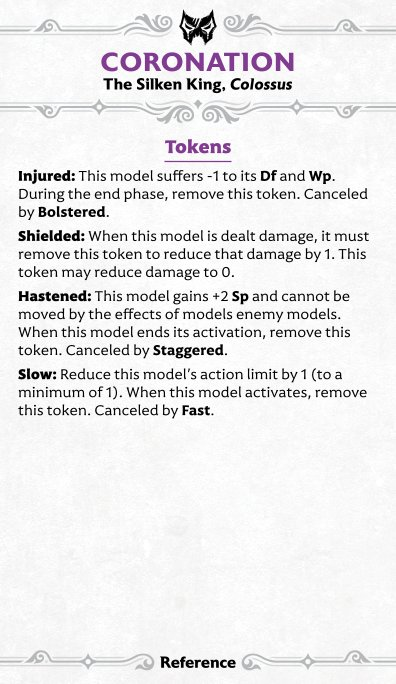 CORONATION
The Silken King, Colossus
Tokens
Injured: This model suffers -1 to its Df and Wp.
During the end phase, remove this token. Canceled
by Bolstered.
Shielded: When this model is dealt damage, it must
remove this token to reduce that damage by 1. This
token may reduce damage to 0.
Hastened: This model gains +2 Sp and cannot be
moved by the effects of models enemy models.
When this model ends its activation, remove this
token. Canceled by Staggered.
Slow: Reduce this model’s action limit by 1 (to a
minimum of 1). When this model activates, remove
this token. Canceled by Fast.
Reference